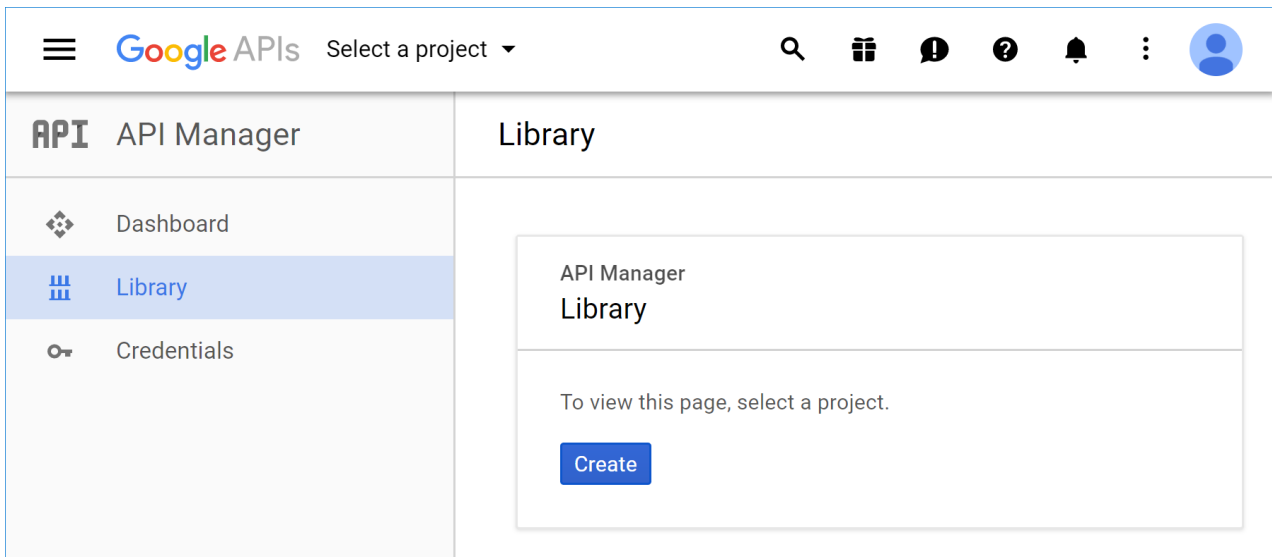 Google APIs Select a project
API API Manager
Library
Dashboard
Library
Credentials
API Manager
Library
To view this page, select a project.
Create